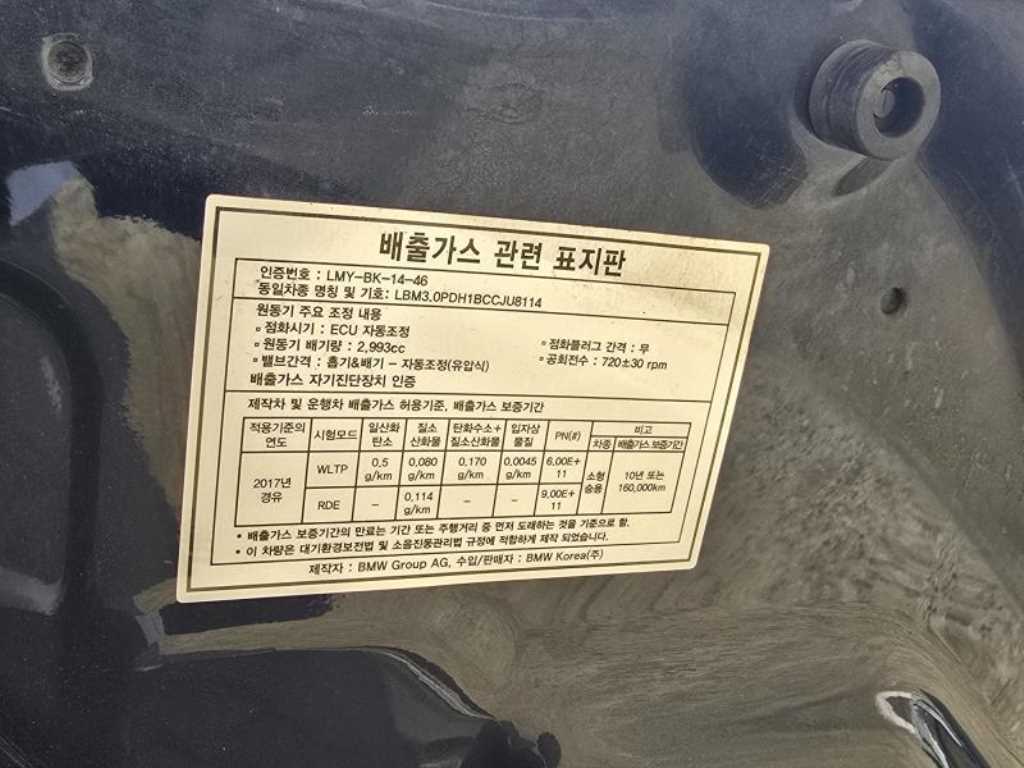 배출가스 관련 표지판
인증번호 : LMY-BK-14-46
동일차종 명칭 및 기호: LBM3.0PDH1BCCJU8114
원동기 주요 조정 내용
▫ 점화시기 : ECU 자동조정
▫ 점화플러그 간격 : 무
▫ 원동기 배기량 : 2,993cc
▫ 공회전수 : 720±30 rpm
▫ 밸브간격 : 흡기&배기 - 자동조정(유압식)
배출가스 자기진단장치 인증
제작차 및 운행차 배출가스 허용기준, 배출가스 보증기간
적용기준의 연도 시험모드 일산화탄소 질소산화물 탄화수소+질소산화물 입자상물질 PN(#) 비고
차종 배출가스 보증기간
2017년 경유 WLTP 0.5 g/km 0.080 g/km 0.170 g/km 0.0045 g/km 6.00E+11 소형승용 10년 또는 160,000km
RDE - 0.114 g/km - - 9.00E+11
• 배출가스 보증기간의 만료는 기간 또는 주행거리 중 먼저 도래하는 것을 기준으로 함.
• 이 차량은 대기환경보전법 및 소음진동관리법 규정에 적합하게 제작 되었습니다.
제작자 : BMW Group AG, 수입/판매자 : BMW Korea(주)